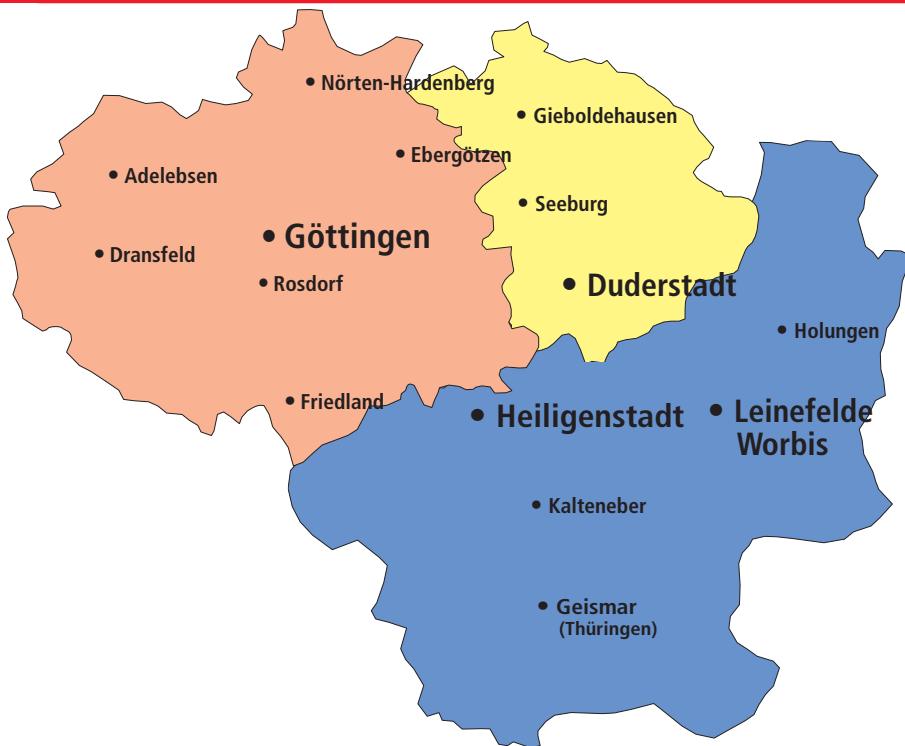 Nörten-Hardenberg
Gieboldehausen
Ebergötzen
Adelebsen
Seeburg
Göttingen
Dransfeld
Rosdorf
Duderstadt
Holungen
Friedland
Heiligenstadt
Leinefelde
Worbis
Kalteneber
Geismar
(Thüringen)